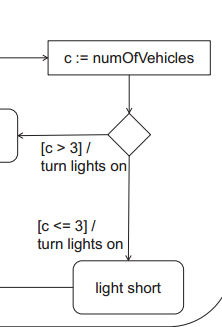 c := numOfVehicles
[c > 3] /
turn lights on
[c <= 3] /
turn lights on
light short